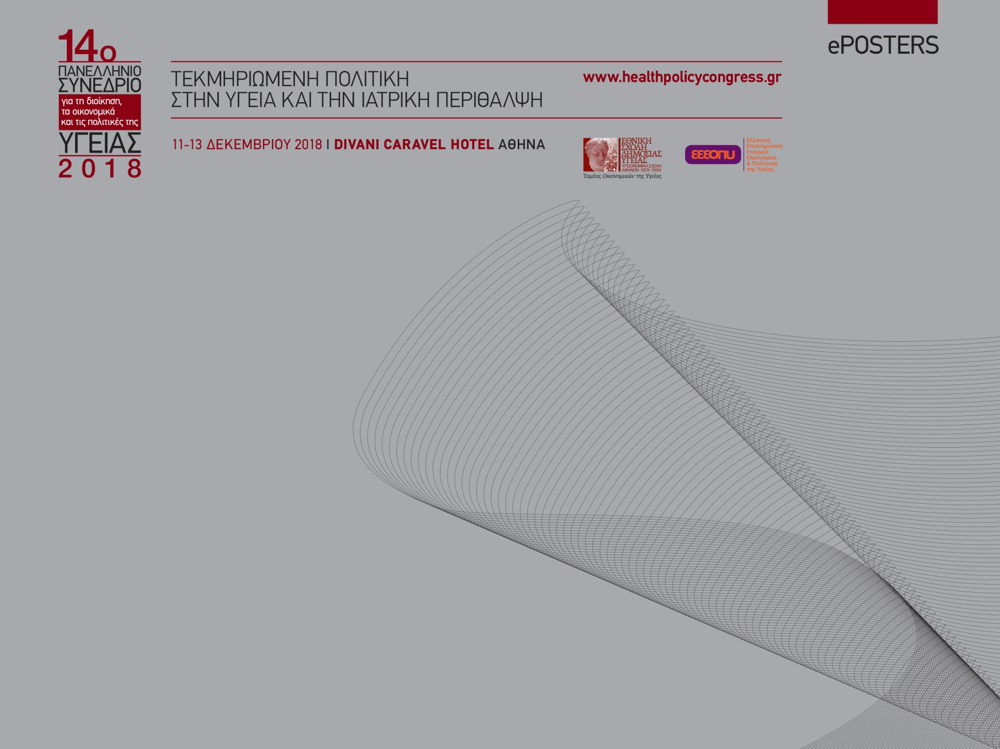 14ο
ΠΑΝΕΛΛΗΝΙΟ
ΣΥΝΕΔΡΙΟ
για τη διοίκηση,
τα οικονομικά
και τις πολιτικές της
ΥΓΕΙΑΣ
2018
ΤΕΚΜΗΡΙΩΜΕΝΗ ΠΟΛΙΤΙΚΗ
ΣΤΗΝ ΥΓΕΙΑ ΚΑΙ ΤΗΝ ΙΑΤΡΙΚΗ ΠΕΡΙΘΑΛΨΗ
www.healthpolicycongress.gr
11-13 ΔΕΚΕΜΒΡΙΟΥ 2018 | DIVANI CARAVEL HOTEL ΑΘΗΝΑ
ΕΘΝΙΚΗ
ΣΧΟΛΗ
ΔΗΜΟΣΙΑΣ
ΥΓΕΙΑΣ
ΥΓΕΙΟΝΟΜΙΚΗ ΣΧΟΛΗ
ΑΘΗΝΩΝ 1929-1994
Τομέας Οικονομικών της Υγείας
εεεοπυ
Ελληνική
Επιστημονική
Εταιρεία
Οικονομίας
& Πολιτικής
της Υγείας
ePOSTERS